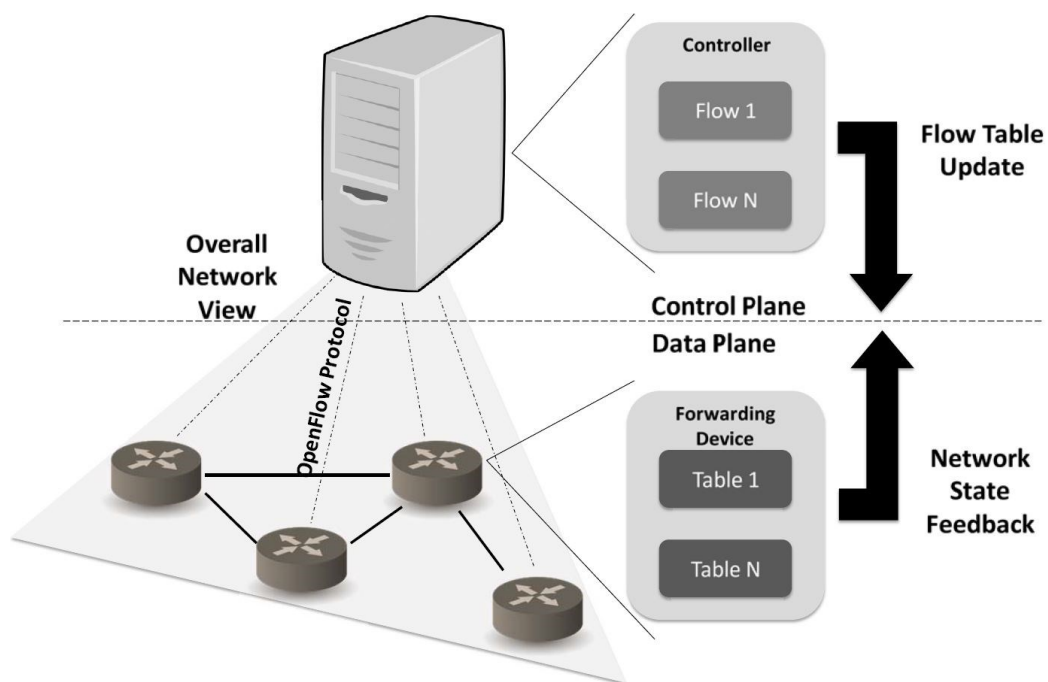 Controller
Flow 1
Flow N
Flow Table
Update
Overall
Network
View
OpenFlow Protocol
Control Plane
Data Plane
Forwarding
Device
Table 1
Table N
Network
State
Feedback